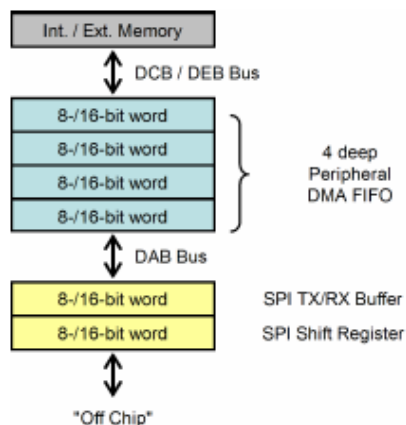 Int. / Ext. Memory
DCB / DEB Bus
8-/16-bit word
8-/16-bit word
8-/16-bit word
8-/16-bit word
4 deep
Peripheral
DMA FIFO
DAB Bus
8-/16-bit word
SPI TX/RX Buffer
8-/16-bit word
SPI Shift Register
"Off Chip"